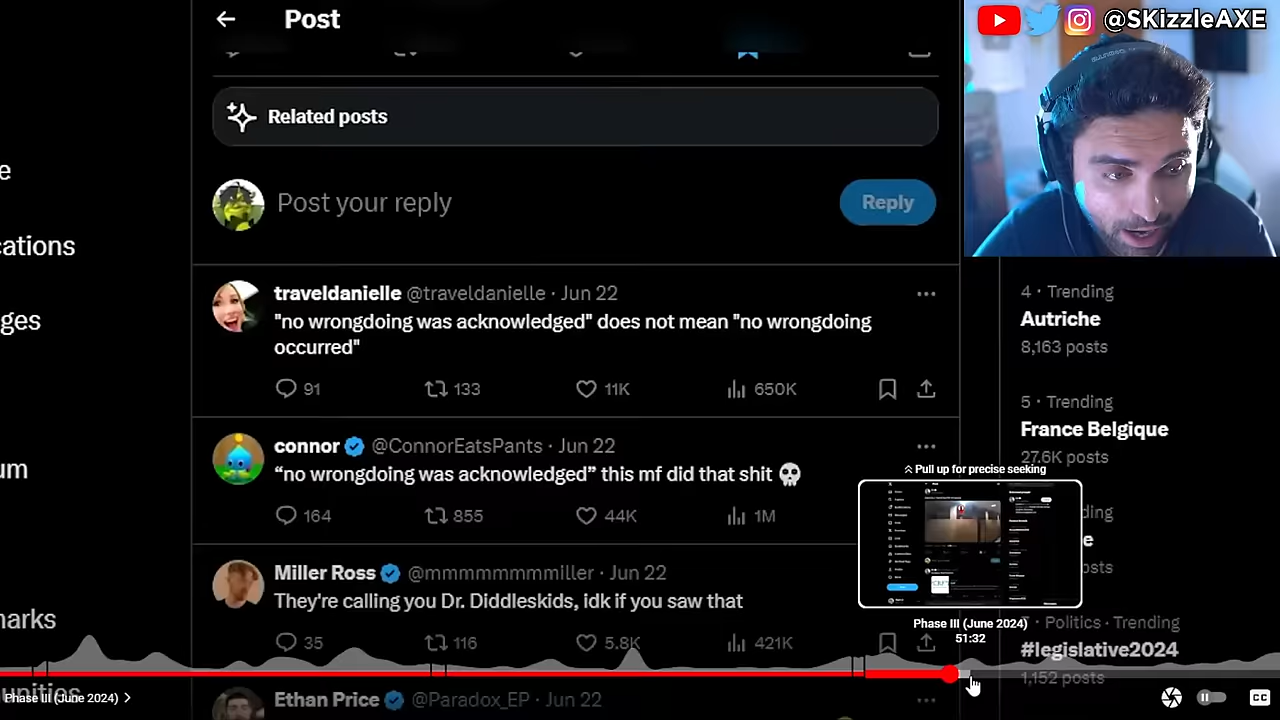 Post
@SKizzleAXE
Related posts
Post your reply
Reply
e
cations
ges
um
arks
unities
traveldanielle @traveldanielle · Jun 22
"no wrongdoing was acknowledged" does not mean "no wrongdoing
occurred"
91 133 11K 650K
connor @ConnorEatsPants · Jun 22
“no wrongdoing was acknowledged” this mf did that shit 💀
164 855 44K 1M
Miller Ross @mmmmmmmmiller · Jun 22
They're calling you Dr. Diddleskids, idk if you saw that
35 116 5.8K 421K
Ethan Price @Paradox_EP · Jun 22
4 · Trending
Autriche
8,163 posts
5 · Trending
France Belgique
27.6K posts
Pull up for precise seeking
ding
e
osts
Phase III (June 2024)
51:32
· Politics · Trending
#legislative2024
1,152 posts
Phase III (June 2024) >
CC